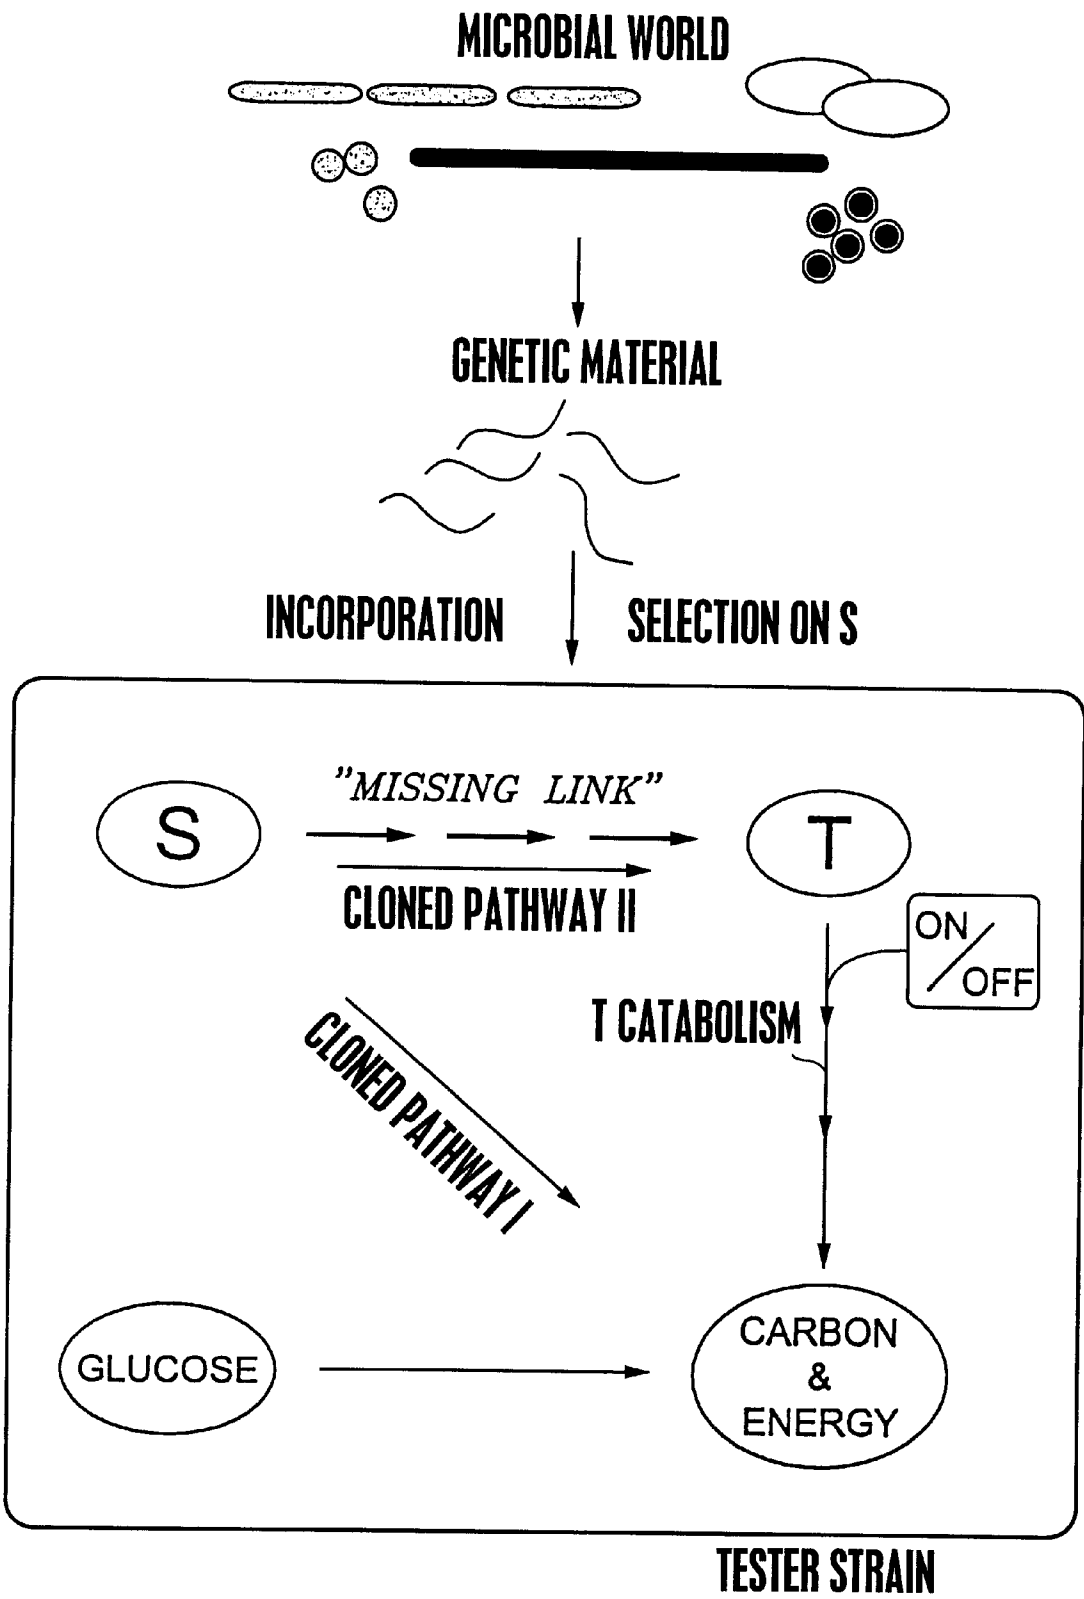 MICROBIAL WORLD
GENETIC MATERIAL
INCORPORATION
SELECTION ON S
"MISSING LINK"
S
T
CLONED PATHWAY II
ON
/
OFF
T CATABOLISM
CLONED PATHWAY I
GLUCOSE
CARBON
&
ENERGY
TESTER STRAIN